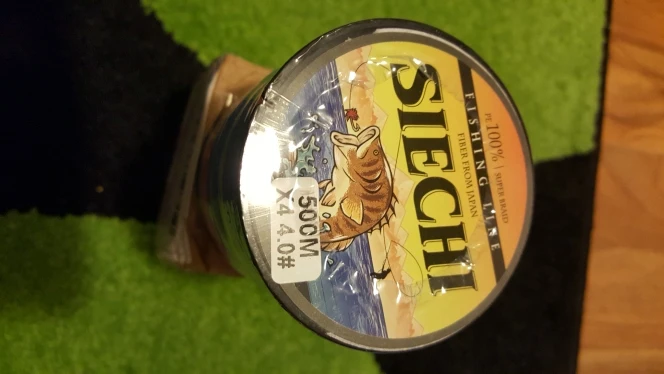 PE 100% SUPER BRAID
FISHING LINE
SIECHI
FIBER FROM JAPAN
500M
X4 4.0#